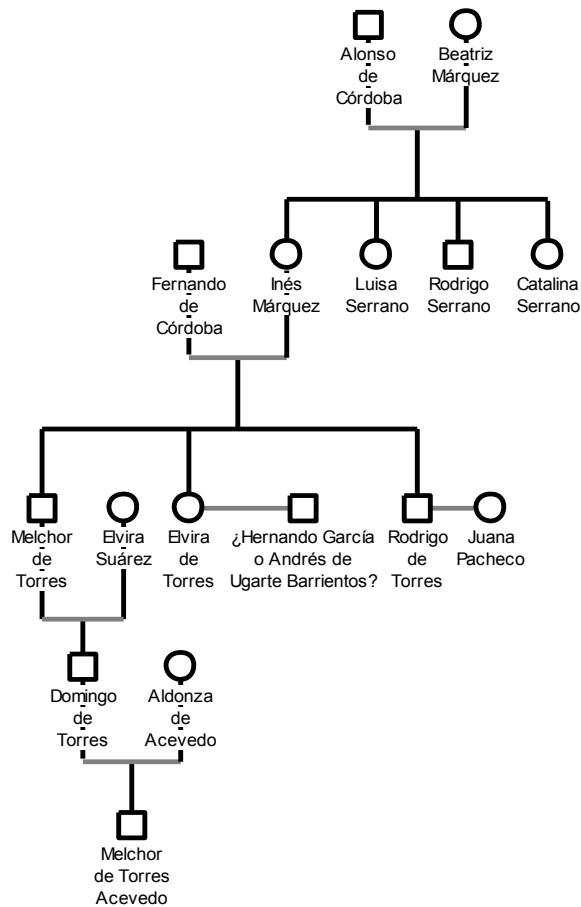 Alonso
de
Córdoba
Beatriz
Márquez
Fernando
de
Córdoba
Inés
Márquez
Luisa
Serrano
Rodrigo
Serrano
Catalina
Serrano
Melchor
de
Torres
Elvira
Suárez
Elvira
de
Torres
¿Hernando García
o Andrés de
Ugarte Barrientos?
Rodrigo
de
Torres
Juana
Pacheco
Domingo
de
Torres
Aldonza
de
Acevedo
Melchor
de Torres
Acevedo